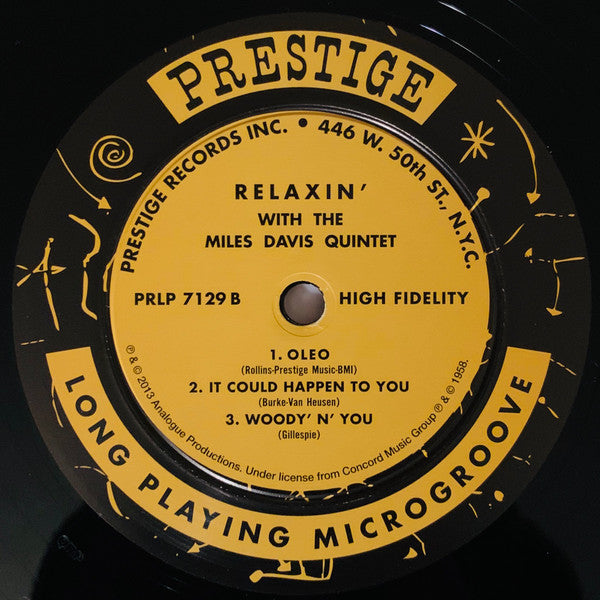 PRESTIGE
PRESTIGE RECORDS INC. • 446 W. 50th ST., N.Y.C.
RELAXIN'
WITH THE
MILES DAVIS QUINTET
PRLP 7129 B
HIGH FIDELITY
1. OLEO
(Rollins-Prestige Music-BMI)
2. IT COULD HAPPEN TO YOU
(Burke-Van Heusen)
3. WOODY' N' YOU
(Gillespie)
℗ & © 2013 Analogue Productions. Under license from Concord Music Group ℗ & © 1958.
LONG PLAYING MICROGROOVE